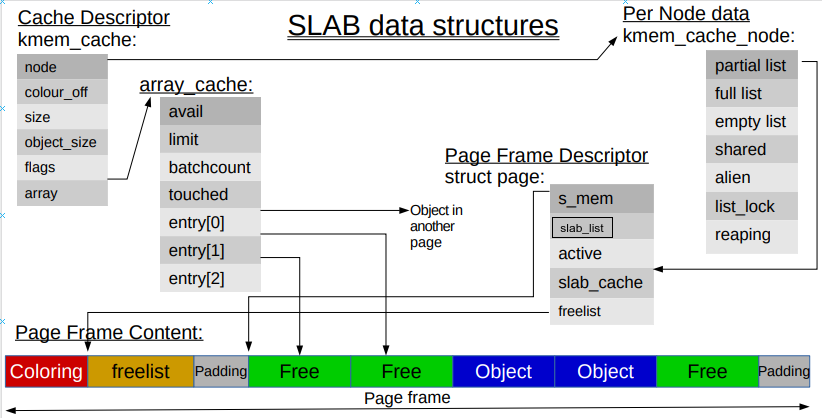 SLAB data structures
Cache Descriptor
kmem_cache:
node
colour_off
size
object_size
flags
array
array_cache:
avail
limit
batchcount
touched
entry[0]
entry[1]
entry[2]
Object in
another
page
Page Frame Descriptor
struct page:
s_mem
slab_list
active
slab_cache
freelist
Per Node data
kmem_cache_node:
partial list
full list
empty list
shared
alien
list_lock
reaping
Page Frame Content:
Coloring freelist Padding Free Free Object Object Free Padding
Page frame